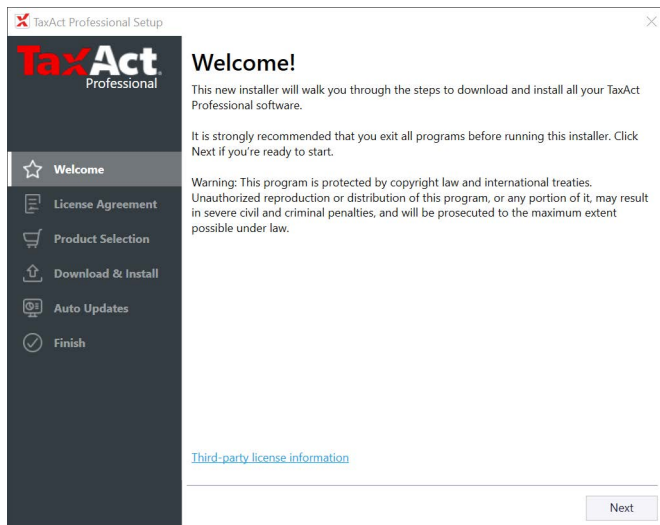 TaxAct Professional Setup
TaxAct.
Professional
Welcome
License Agreement
Product Selection
Download & Install
Auto Updates
Finish
Welcome!
This new installer will walk you through the steps to download and install all your TaxAct
Professional software.
It is strongly recommended that you exit all programs before running this installer. Click
Next if you're ready to start.
Warning: This program is protected by copyright law and international treaties.
Unauthorized reproduction or distribution of this program, or any portion of it, may result
in severe civil and criminal penalties, and will be prosecuted to the maximum extent
possible under law.
Third-party license information
Next